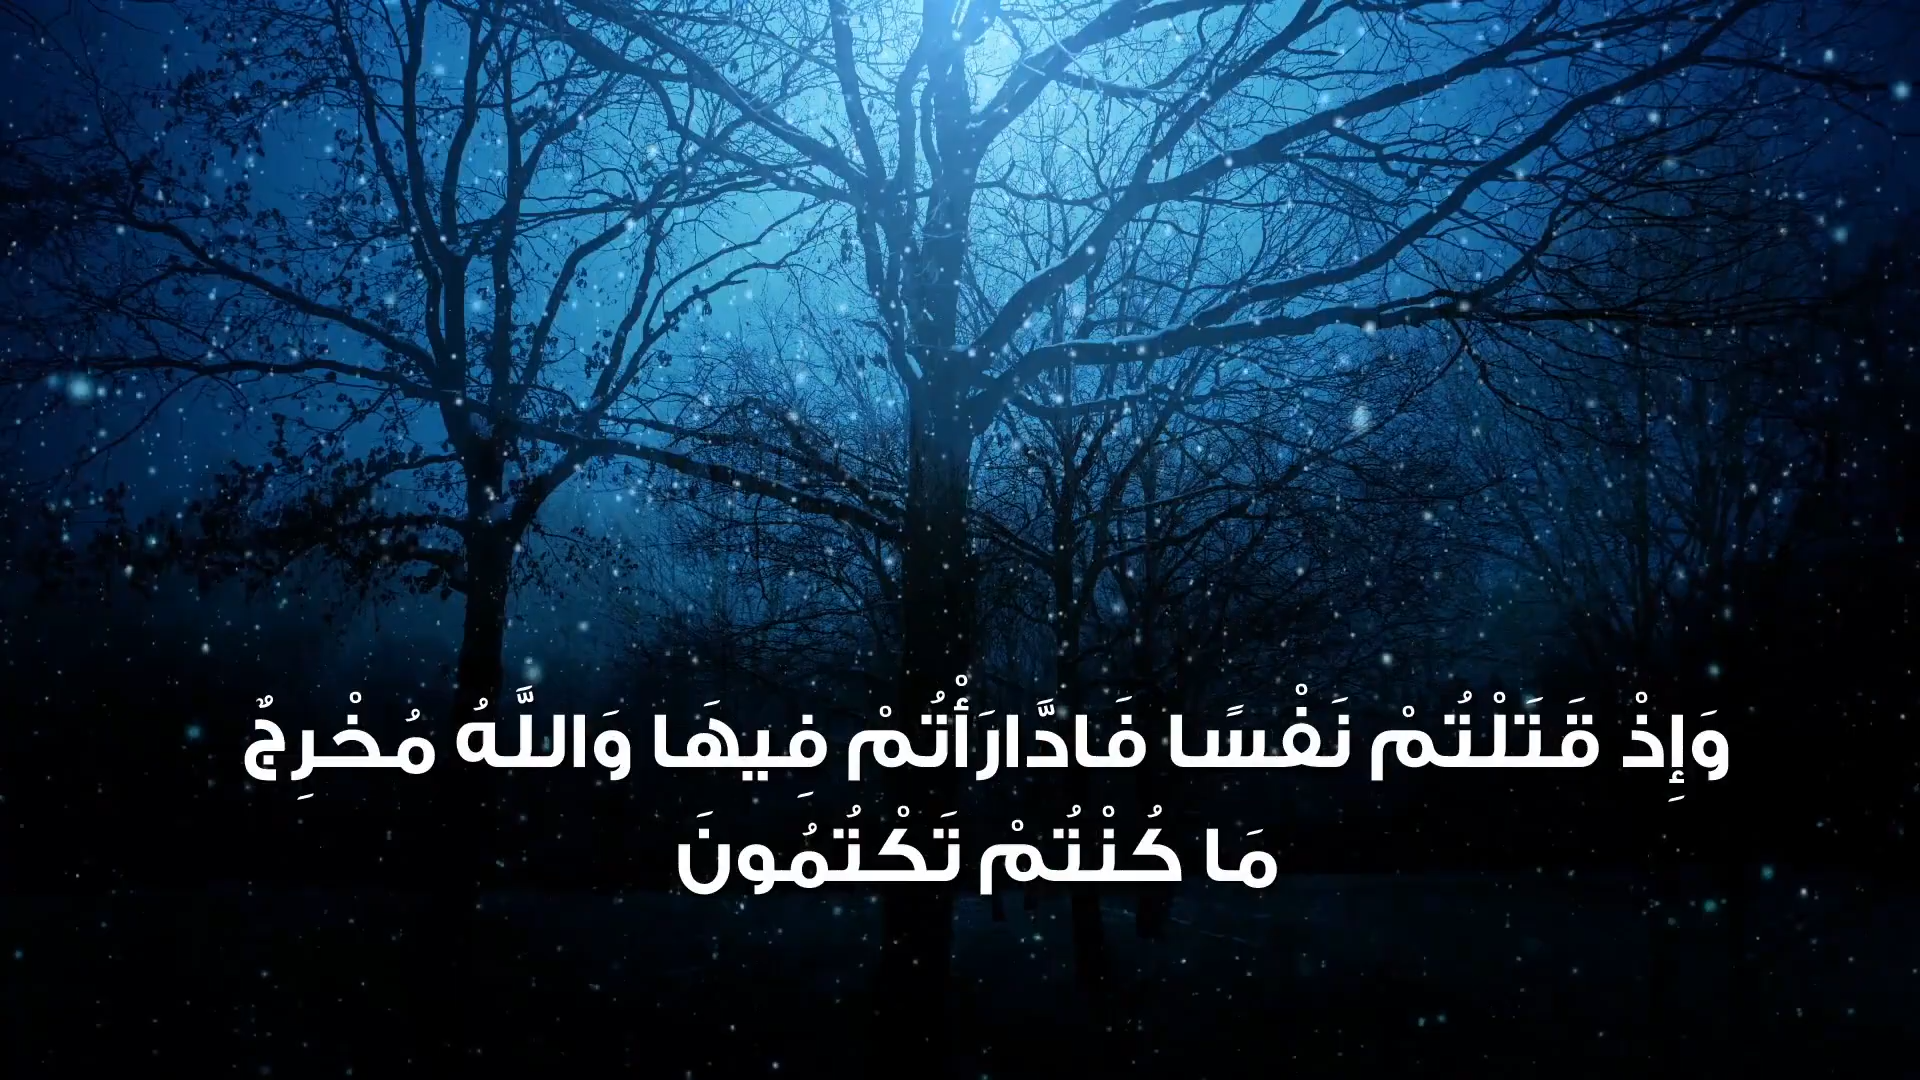 وَإِذْ قَتَلْتُمْ نَفْسًا فَادَّارَأْتُمْ فِيهَا وَاللَّهُ مُخْرِجٌ
مَا كُنْتُمْ تَكْتُمُونَ